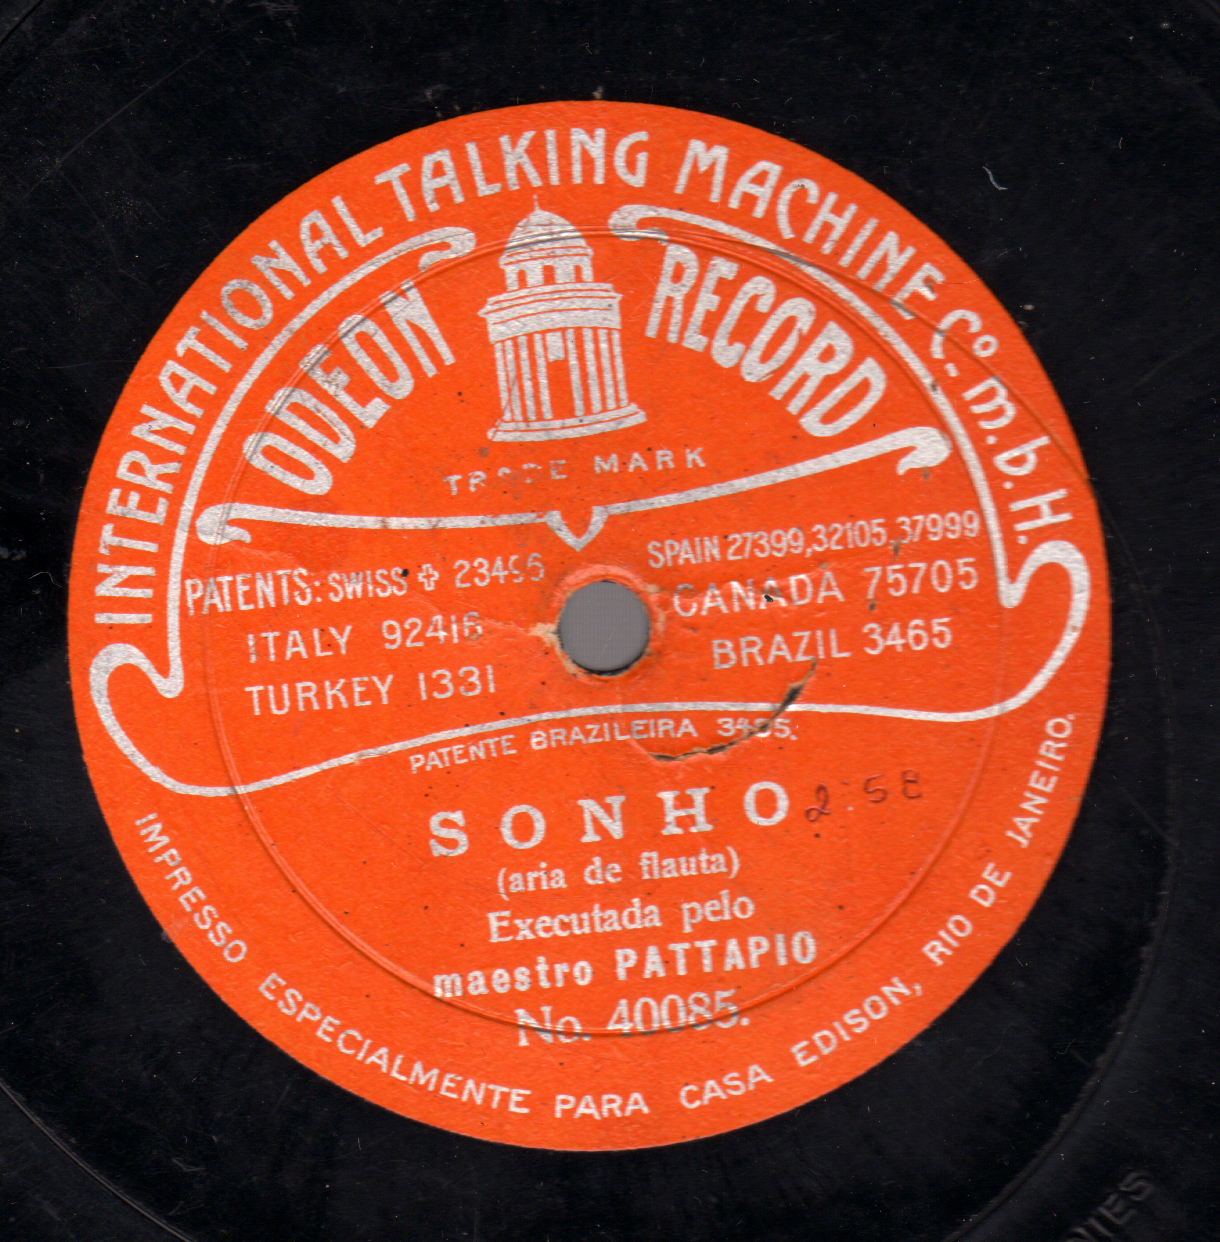 INTERNATIONAL TALKING MACHINE Co. m. b. H.
ODEON RECORD
TRADE MARK
PATENTS: SWISS ✚ 23496
ITALY 92416
TURKEY 1331
SPAIN 27399,32105,37999
CANADA 75705
BRAZIL 3465
PATENTE BRAZILEIRA 3465.
SONHO
2:58
(aria de flauta)
Executada pelo
maestro PATTAPIO
No. 40085.
IMPRESSO ESPECIALMENTE PARA CASA EDISON, RIO DE JANEIRO.